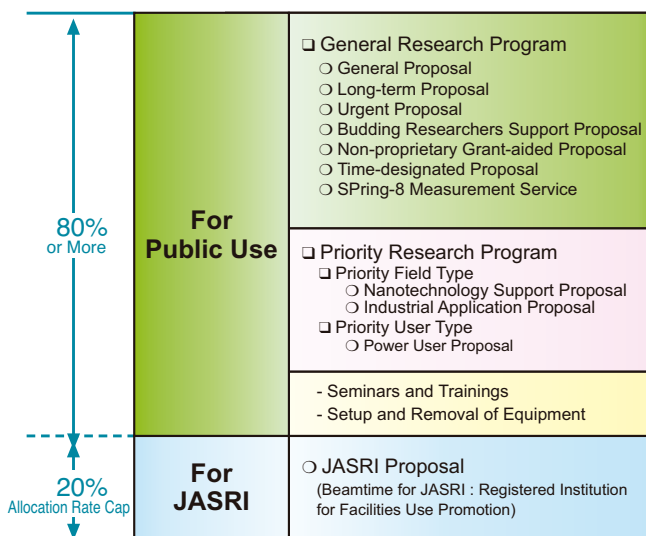 80%
or More
For
Public Use
❑ General Research Program
❍ General Proposal
❍ Long-term Proposal
❍ Urgent Proposal
❍ Budding Researchers Support Proposal
❍ Non-proprietary Grant-aided Proposal
❍ Time-designated Proposal
❍ SPring-8 Measurement Service
❑ Priority Research Program
❑ Priority Field Type
❍ Nanotechnology Support Proposal
❍ Industrial Application Proposal
❑ Priority User Type
❍ Power User Proposal
- Seminars and Trainings
- Setup and Removal of Equipment
20%
Allocation Rate Cap
For
JASRI
❍ JASRI Proposal
(Beamtime for JASRI : Registered Institution
for Facilities Use Promotion)